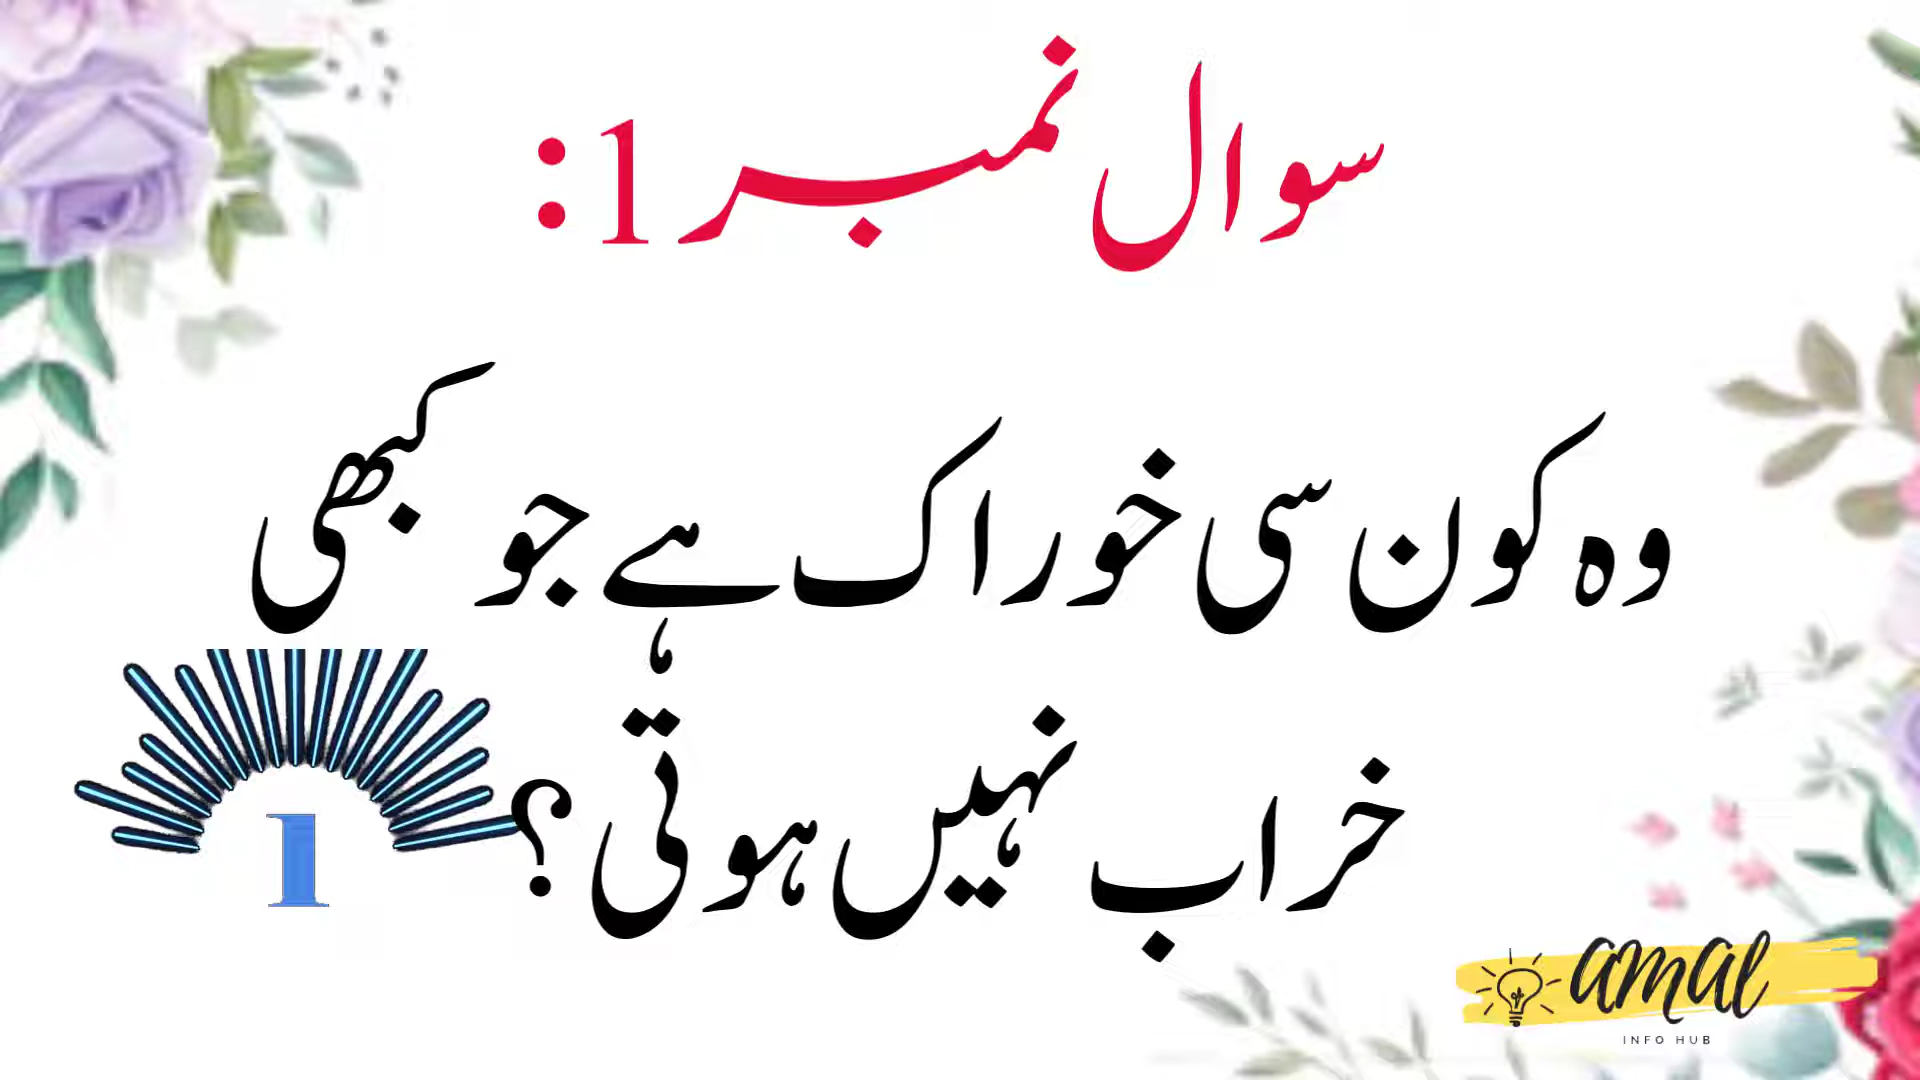 سوال نمبر 1:
وہ کون سی خوراک ہے جو کبھی
خراب نہیں ہوتی؟
1
amal
INFO HUB